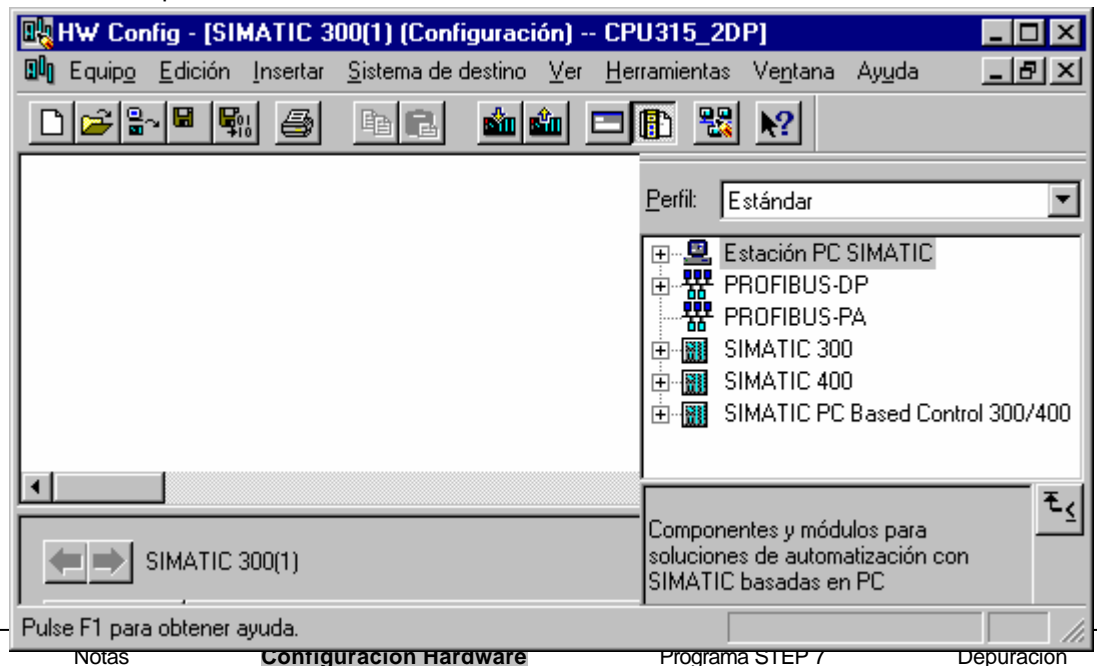 HW Config - [SIMATIC 300(1) (Configuración) -- CPU315_2DP]
Equipo Edición Insertar Sistema de destino Ver Herramientas Ventana Ayuda
Perfil: Estándar
Estación PC SIMATIC
PROFIBUS-DP
PROFIBUS-PA
SIMATIC 300
SIMATIC 400
SIMATIC PC Based Control 300/400
SIMATIC 300(1)
Componentes y módulos para
soluciones de automatización con
SIMATIC basadas en PC
Pulse F1 para obtener ayuda.
Notas Configuración Hardware Programa STEP 7 Depuración